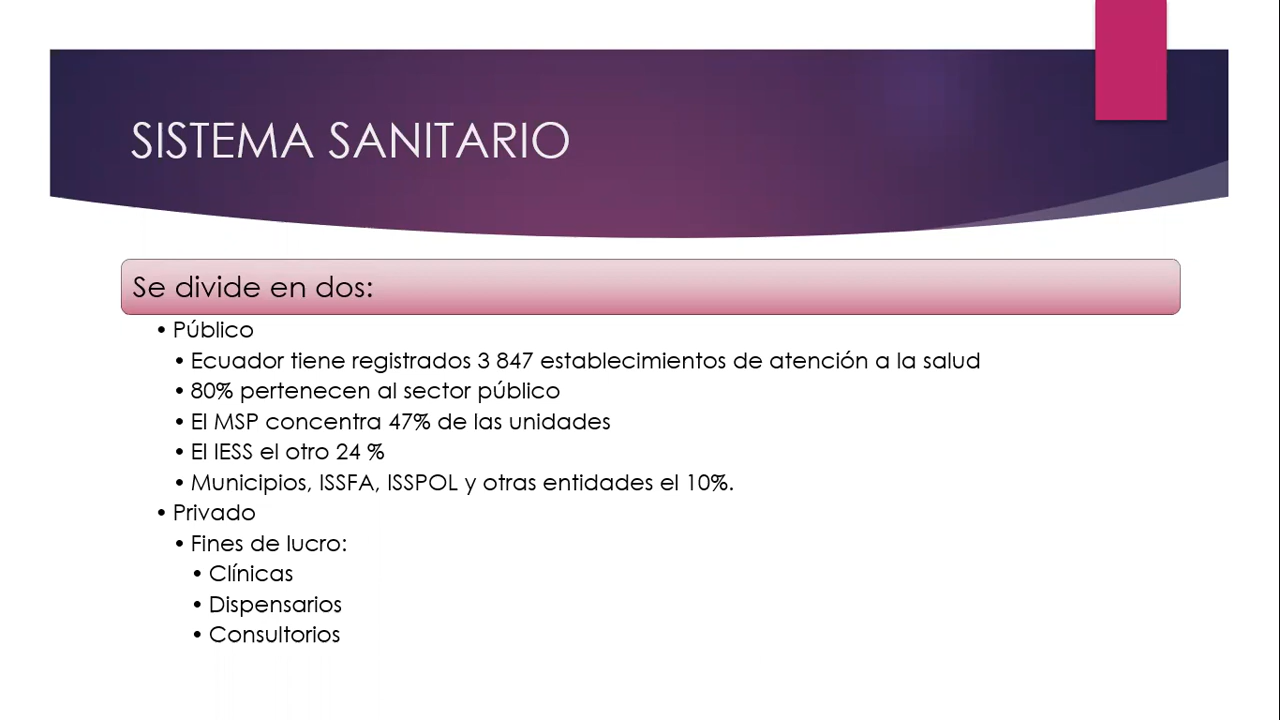 SISTEMA SANITARIO
Se divide en dos:
• Público
• Ecuador tiene registrados 3 847 establecimientos de atención a la salud
• 80% pertenecen al sector público
• El MSP concentra 47% de las unidades
• El IESS el otro 24 %
• Municipios, ISSFA, ISSPOL y otras entidades el 10%.
• Privado
• Fines de lucro:
• Clínicas
• Dispensarios
• Consultorios